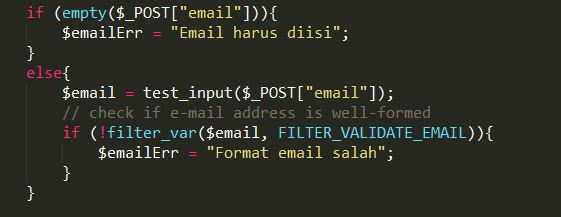 if (empty($_POST["email"])){
$emailErr = "Email harus diisi";
}
else{
$email = test_input($_POST["email"]);
// check if e-mail address is well-formed
if (!filter_var($email, FILTER_VALIDATE_EMAIL)){
$emailErr = "Format email salah";
}
}